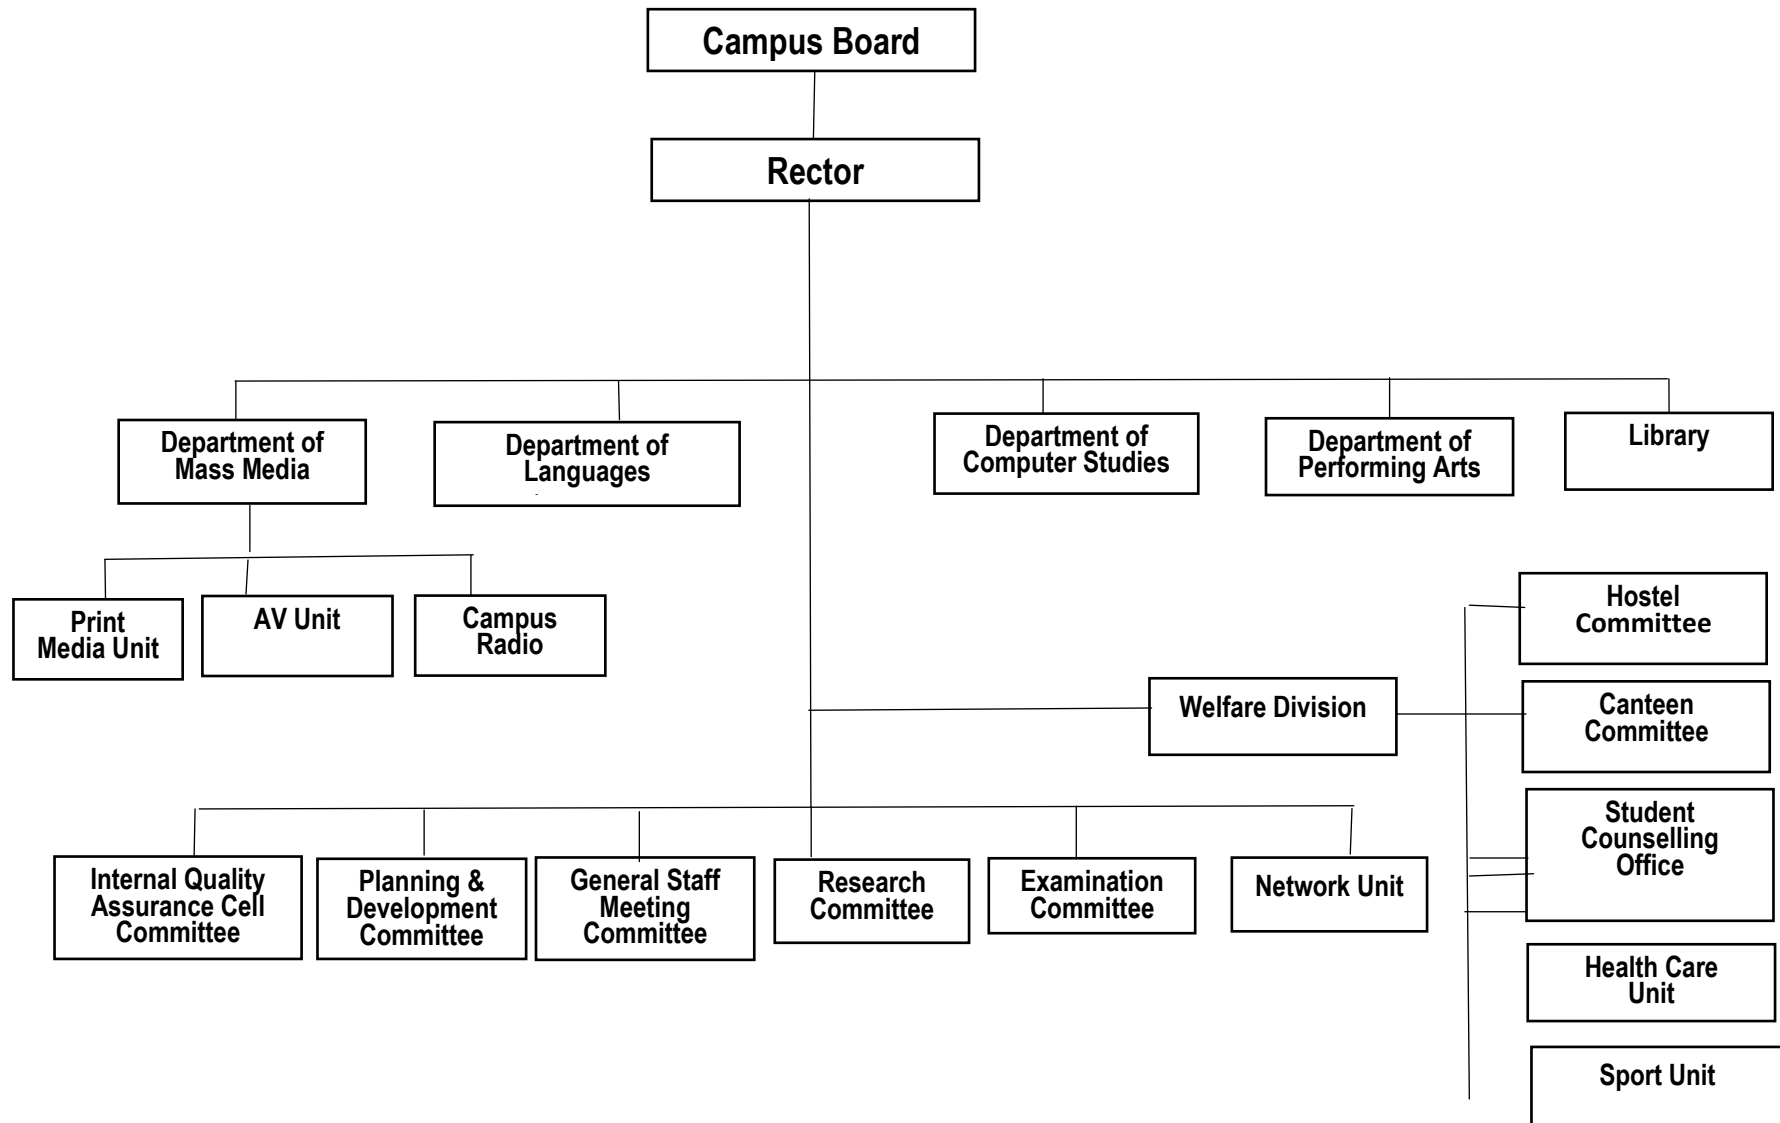 Campus Board
Rector
Department of
Mass Media
Department of
Languages
Department of
Computer Studies
Department of
Performing Arts
Library
Print
Media Unit
AV Unit
Campus
Radio
Hostel
Committee
Welfare Division
Canteen
Committee
Student
Counselling
Office
Internal Quality
Assurance Cell
Committee
Planning &
Development
Committee
General Staff
Meeting
Committee
Research
Committee
Examination
Committee
Network Unit
Health Care
Unit
Sport Unit